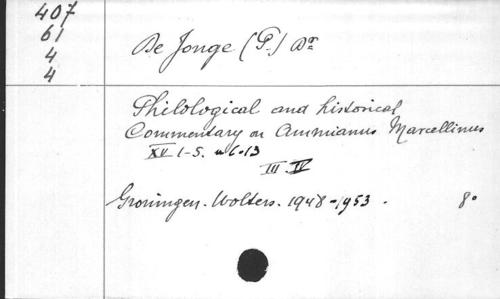 407
61
4
4
De Jonge (P.) Dr
Philological and historical
Commentary on Ammianus Marcellinus
XV 1-5. u 6-13
III. IV
Groningen. Wolters. 1948-1953. 8º